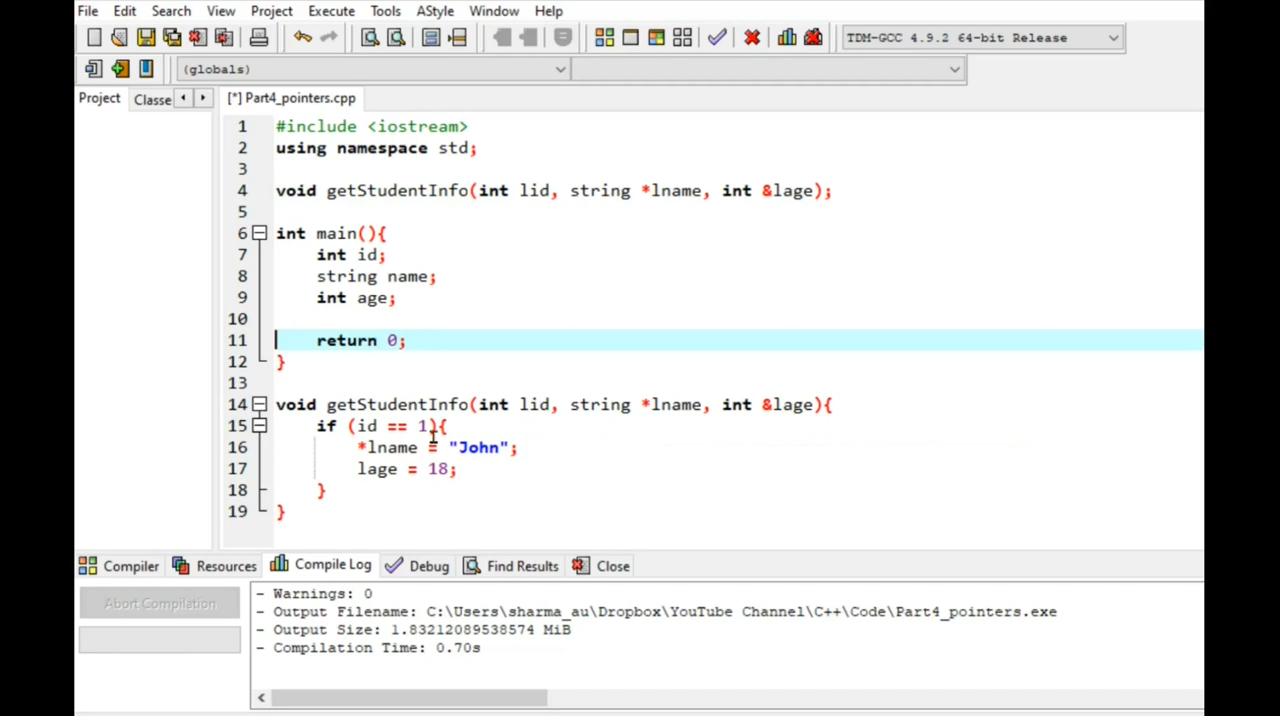 File Edit Search View Project Execute Tools AStyle Window Help
TDM-GCC 4.9.2 64-bit Release
(globals)
Project Classe [*] Part4_pointers.cpp
1 #include <iostream>
2 using namespace std;
3
4 void getStudentInfo(int lid, string *lname, int &lage);
5
6 int main(){
7 int id;
8 string name;
9 int age;
10
11 return 0;
12 }
13
14 void getStudentInfo(int lid, string *lname, int &lage){
15 if (id == 1){
16 *lname = "John";
17 lage = 18;
18 }
19 }
Compiler Resources Compile Log Debug Find Results Close
Abort Compilation
- Warnings: 0
- Output Filename: C:\Users\sharma_au\Dropbox\YouTube Channel\C++\Code\Part4_pointers.exe
- Output Size: 1.83212089538574 MiB
- Compilation Time: 0.70s